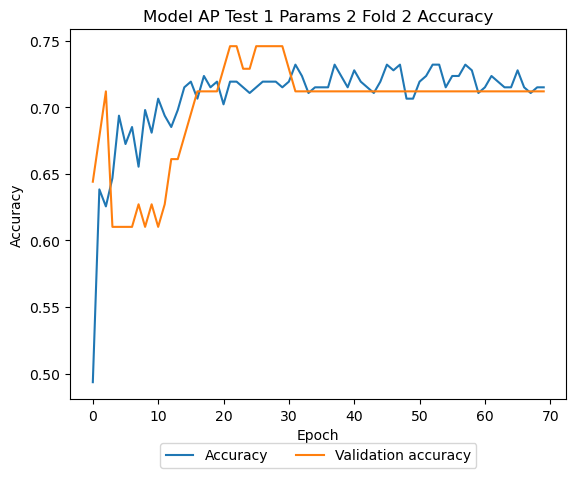 Model AP Test 1 Params 2 Fold 2 Accuracy
0.75
0.70
0.65
0.60
0.55
0.50
Accuracy
0 10 20 30 40 50 60 70
Epoch
Accuracy Validation accuracy